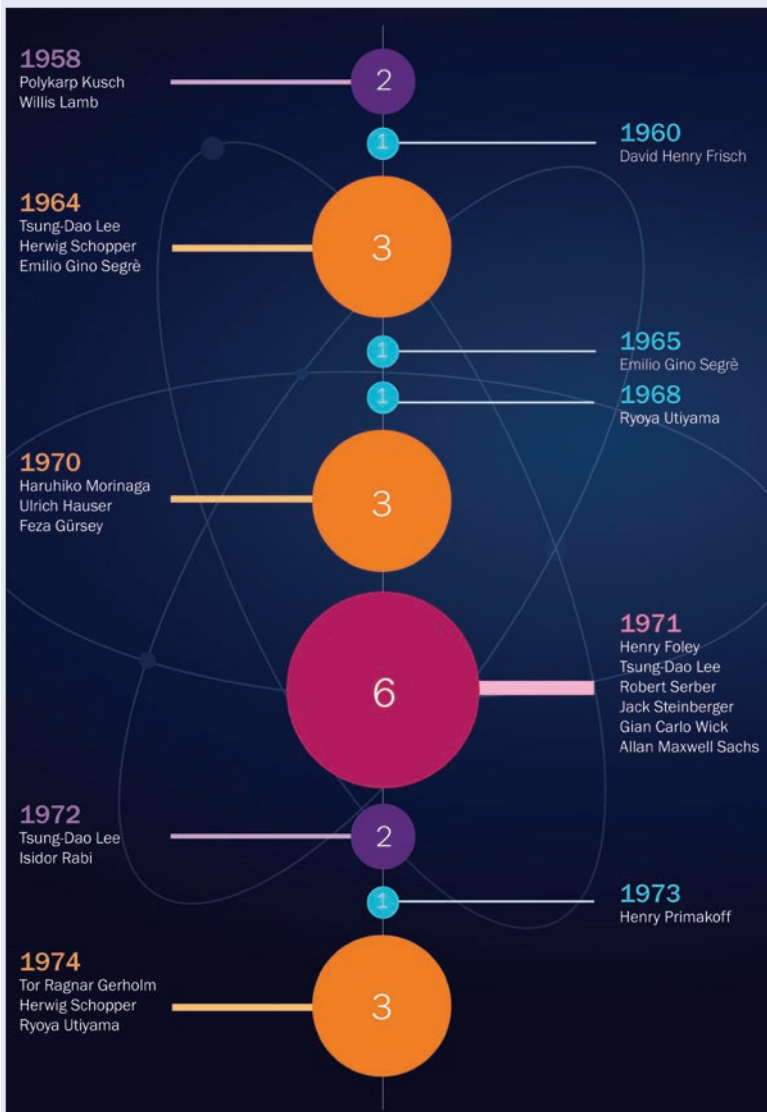 1958
Polykarp Kusch
Willis Lamb
2
1
1960
David Henry Frisch
1964
Tsung-Dao Lee
Herwig Schopper
Emilio Gino Segrè
3
1
1965
Emilio Gino Segrè
1
1968
Ryoya Utiyama
1970
Haruhiko Morinaga
Ulrich Hauser
Feza Gürsey
3
6
1971
Henry Foley
Tsung-Dao Lee
Robert Serber
Jack Steinberger
Gian Carlo Wick
Allan Maxwell Sachs
1972
Tsung-Dao Lee
Isidor Rabi
2
1
1973
Henry Primakoff
1974
Tor Ragnar Gerholm
Herwig Schopper
Ryoya Utiyama
3